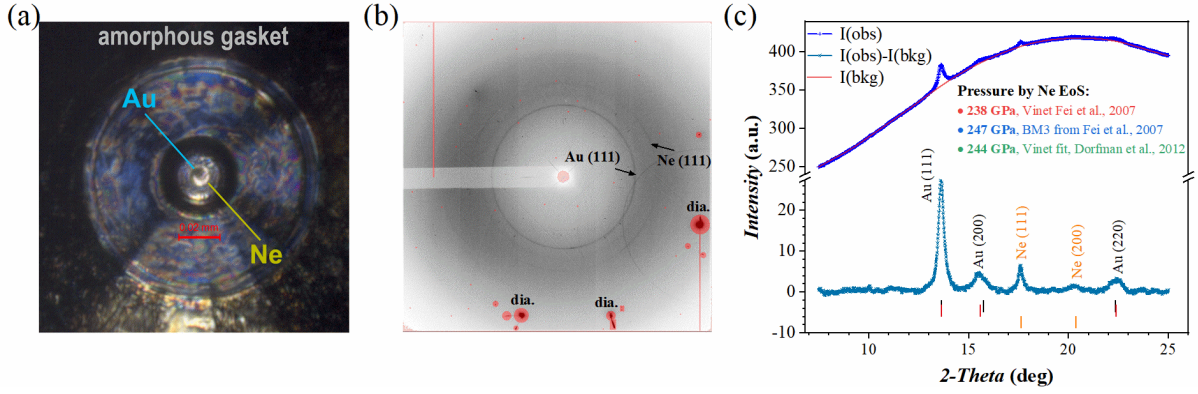 (a)
amorphous gasket
Au
Ne
(b)
Au (111)
Ne (111)
dia.
dia.
dia.
(c)
I(obs)
I(obs)-I(bkg)
I(bkg)
Pressure by Ne EoS:
238 GPa, Vinet Fei et al., 2007
247 GPa, BM3 from Fei et al., 2007
244 GPa, Vinet fit, Dorfman et al., 2012
Intensity (a.u.)
400
350
300
250
20
10
0
-10
Au (111)
Au (200)
Ne (111)
Ne (200)
Au (220)
10
15
20
25
2-Theta (deg)